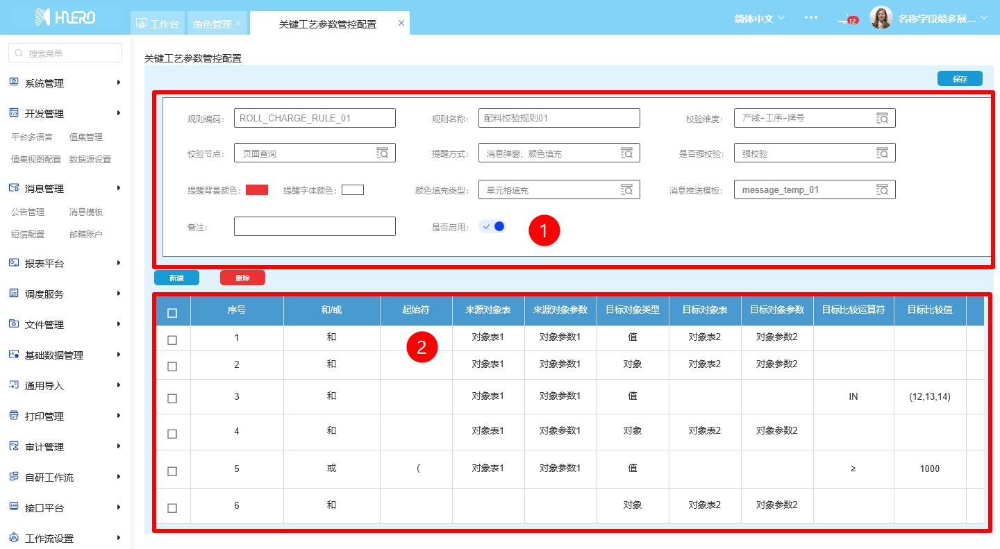 HZERO
工作台
角色管理
关键工艺参数管控配置
简体中文
12
名称字段最多展...
搜索菜单
系统管理
开发管理
平台多语言 值集管理
值集视图配置 数据源设置
消息管理
公告管理 消息模板
短信配置 邮箱账户
报表平台
调度服务
文件管理
基础数据管理
通用导入
打印管理
审计管理
自研工作流
接口平台
工作流设置
关键工艺参数管控配置
保存
规则编码: ROLL_CHARGE_RULE_01 规则名称: 配料校验规则01 校验维度: 产线+工序+牌号
校验节点: 页面查询 提醒方式: 消息弹窗、颜色填充 是否强校验: 强校验
提醒背景颜色: 提醒字体颜色: 颜色填充类型: 单元格填充 消息推送模板: message_temp_01
备注: 是否启用: 1
新建 删除
序号 和/或 起始符 来源对象表 来源对象参数 目标对象类型 目标对象表 目标对象参数 目标比较运算符 目标比较值
1 和 对象表1 对象参数1 值 对象表2 对象参数2
2
2 和 对象表1 对象参数1 对象 对象表2 对象参数2
3 和 对象表1 对象参数1 值 IN (12,13,14)
4 和 对象表1 对象参数1 对象 对象表2 对象参数2
5 或 ( 对象表1 对象参数1 值 ≥ 1000
6 和 对象 对象表2 对象参数2